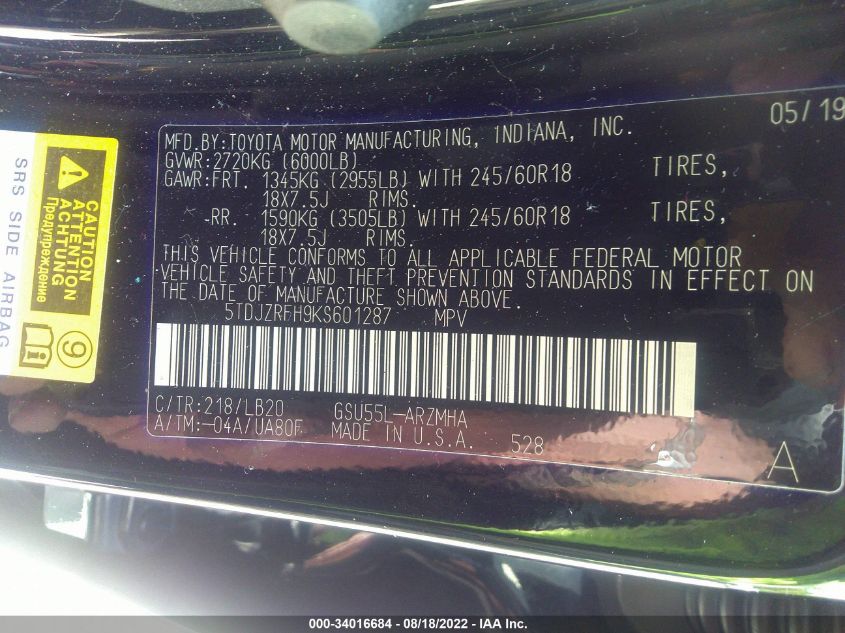 05/19
MFD.BY:TOYOTA MOTOR MANUFACTURING, INDIANA, INC.
GVWR:2720KG (6000LB)
GAWR:FRT. 1345KG (2955LB) WITH 245/60R18 TIRES,
18X7.5J RIMS.
-RR. 1590KG (3505LB) WITH 245/60R18 TIRES,
18X7.5J RIMS.
THIS VEHICLE CONFORMS TO ALL APPLICABLE FEDERAL MOTOR
VEHICLE SAFETY AND THEFT PREVENTION STANDARDS IN EFFECT ON
THE DATE OF MANUFACTURE SHOWN ABOVE.
5TDJZRFH9KS601287 MPV
C/TR:218/LB20 GSU55L-ARZMHA
A/TM:-04A/UA80F MADE IN U.S.A. 528
A
SRS SIDE AIRBAG
CAUTION
ATTENTION
ACHTUNG
Предупреждение
9
000-34016684 - 08/18/2022 - IAA Inc.